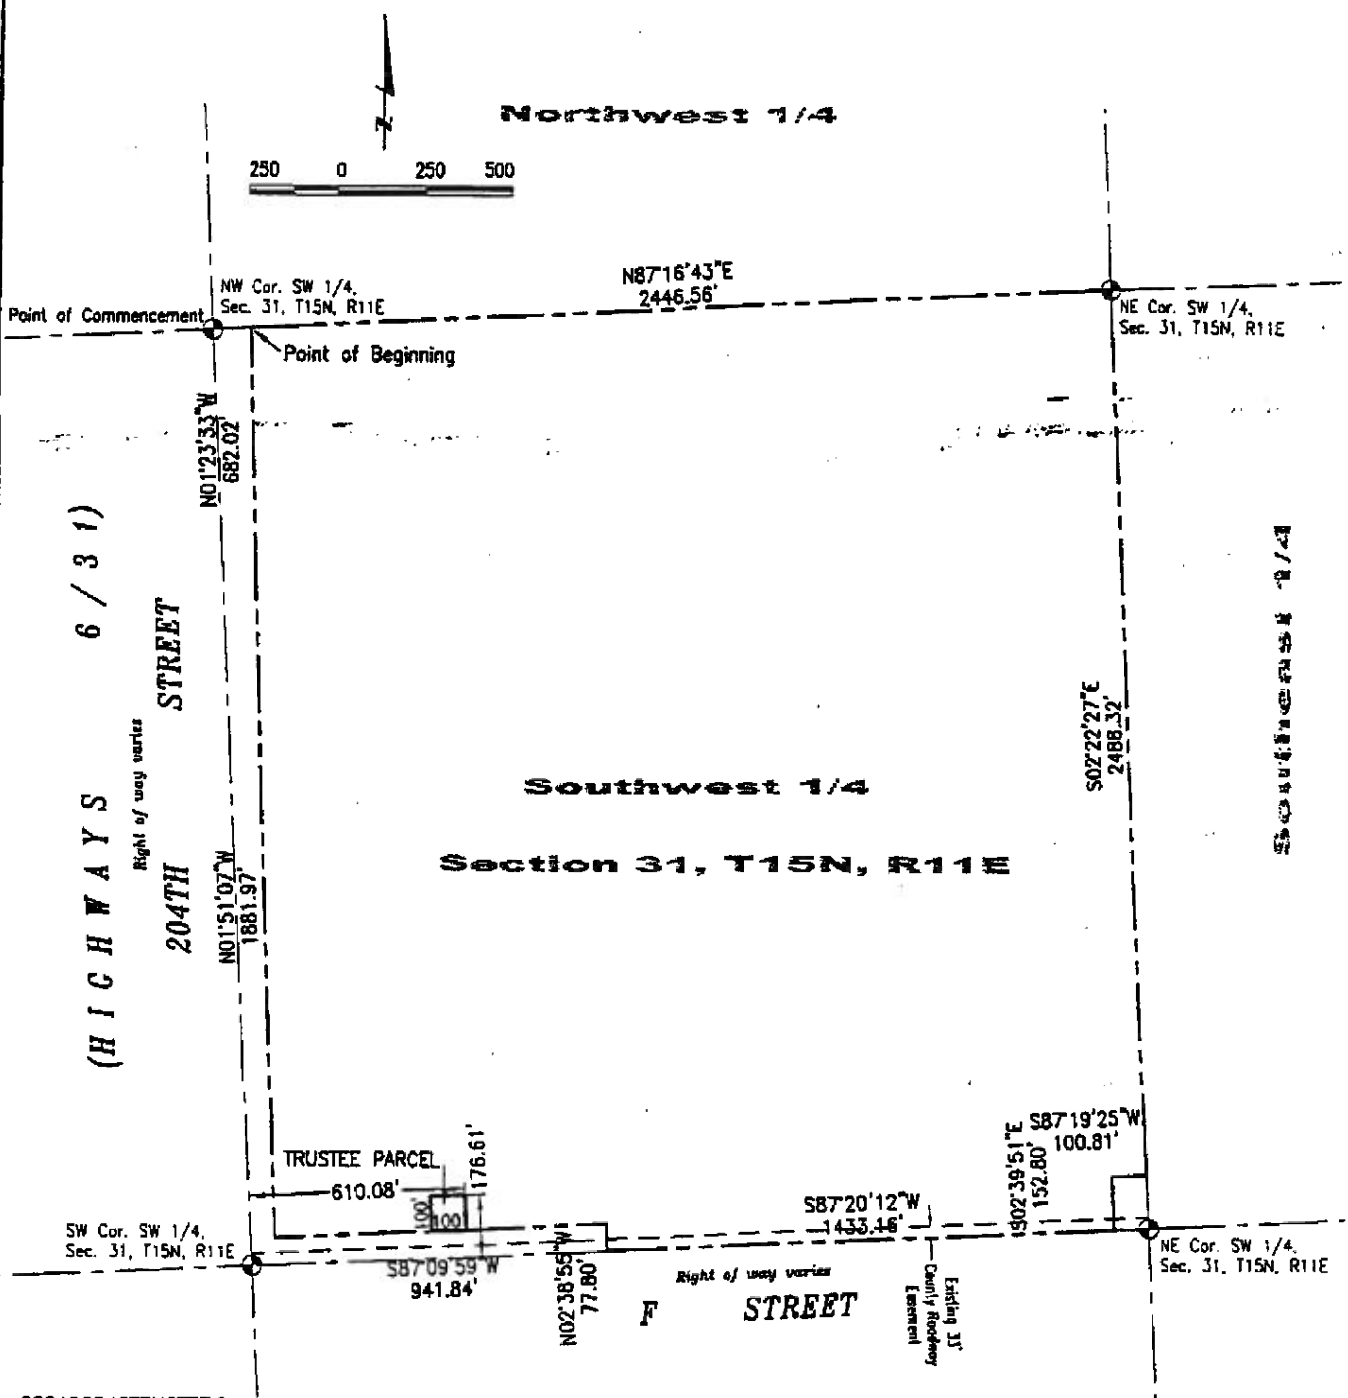 Northwest 1/4
N
250 0 250 500
N87°16'43"E
2446.56'
NW Cor. SW 1/4,
Sec. 31, T15N, R11E
Point of Commencement
NE Cor. SW 1/4,
Sec. 31, T15N, R11E
Point of Beginning
N01°23'33"W
682.02'
(HIGHWAYS 6/31)
Right of way varies
204TH STREET
S02°22'27"E
2488.32'
Southeast 1/4
Southwest 1/4
Section 31, T15N, R11E
N01°51'07"W
1881.97'
TRUSTEE PARCEL
610.08'
176.61'
100'
100'
S87°19'25"W
100.81'
S02°39'51"E
152.80'
S87°20'12"W
1433.16'
SW Cor. SW 1/4,
Sec. 31, T15N, R11E
S87°09'59"W
941.84'
N02°38'55"W
77.80'
Right of way varies
F STREET
Existing 33'
County Roadway
Easement
NE Cor. SW 1/4,
Sec. 31, T15N, R11E